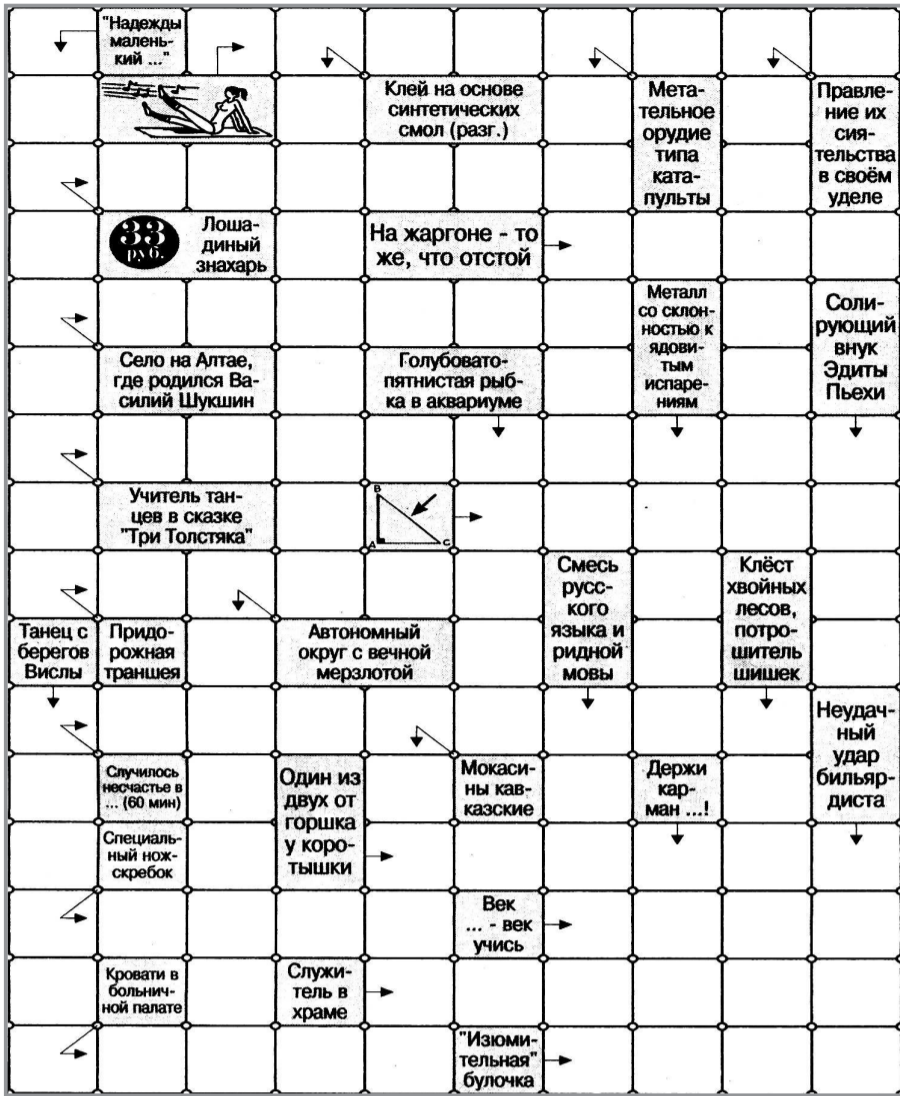 "Надежды
малень-
кий ..."
Клей на основе
синтетических
смол (разг.)
Мета-
тельное
орудие
типа
ката-
пульты
Правле-
ние их
сия-
тельства
в своём
уделе
33
руб.
Лоша-
диный
знахарь
На жаргоне - то
же, что отстой
Металл
со склон-
ностью к
ядови-
тым
испаре-
ниям
Соли-
рующий
внук
Эдиты
Пьехи
Село на Алтае,
где родился Ва-
силий Шукшин
Голубовато-
пятнистая рыб-
ка в аквариуме
Учитель тан-
цев в сказке
"Три Толстяка"
B
A
C
Смесь
русс-
кого
языка и
ридной
мовы
Клёст
хвойных
лесов,
потро-
шитель
шишек
Танец с
берегов
Вислы
Придо-
рожная
траншея
Автономный
округ с вечной
мерзлотой
Неудач-
ный
удар
бильяр-
диста
Случилось
несчастье в
... (60 мин)
Один из
двух от
горшка
у коро-
тышки
Мокаси-
ны кав-
казские
Держи
кар-
ман ...!
Специаль-
ный нож-
скребок
Век
... - век
учись
Кровати в
больнич-
ной палате
Служи-
тель в
храме
"Изюми-
тельная"
булочка